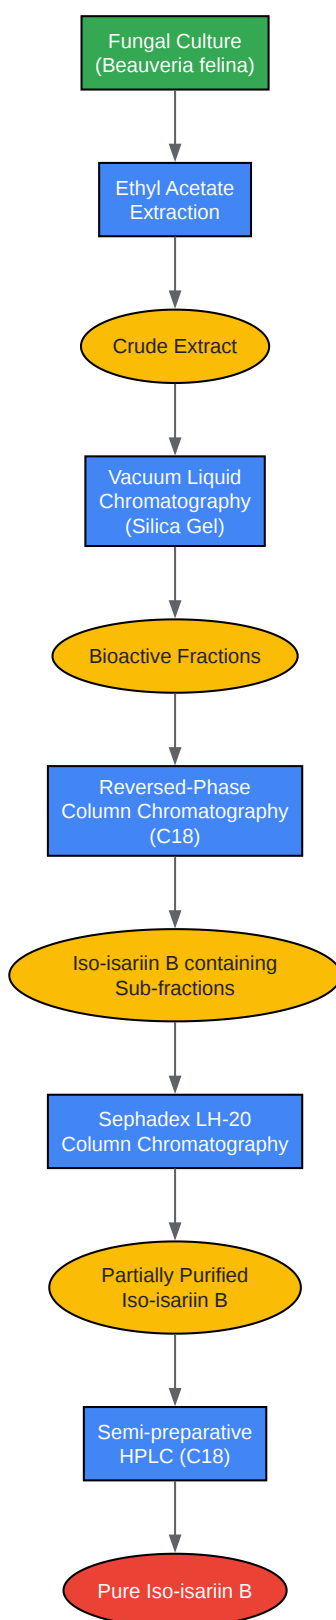 Fungal Culture
(Beauveria felina)
Ethyl Acetate
Extraction
Crude Extract
Vacuum Liquid
Chromatography
(Silica Gel)
Bioactive Fractions
Reversed-Phase
Column Chromatography
(C18)
Iso-isariin B containing
Sub-fractions
Sephadex LH-20
Column Chromatography
Partially Purified
Iso-isariin B
Semi-preparative
HPLC (C18)
Pure Iso-isariin B